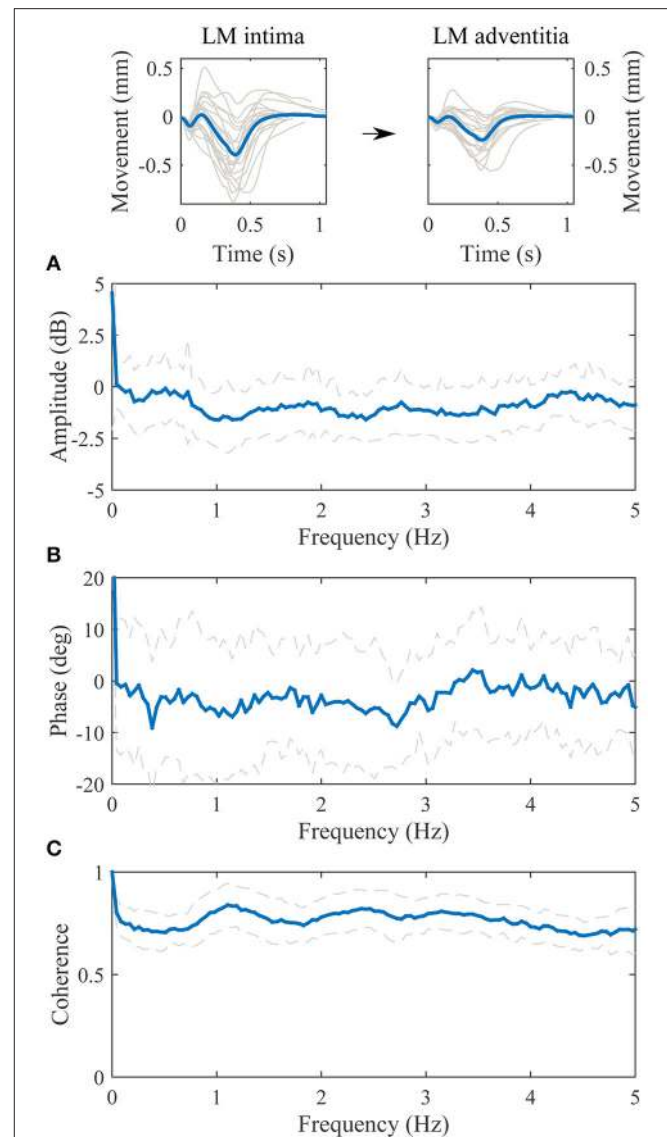 LM intima LM adventitia
Movement (mm)
0.5
0
-0.5
0 0.5 1
Time (s)
0.5
0
-0.5
Movement (mm)
0 0.5 1
Time (s)
A
Amplitude (dB)
5
2.5
0
-2.5
-5
0 1 2 3 4 5
Frequency (Hz)
B
Phase (deg)
20
10
0
-10
-20
0 1 2 3 4 5
Frequency (Hz)
C
Coherence
1
0.5
0
0 1 2 3 4 5
Frequency (Hz)